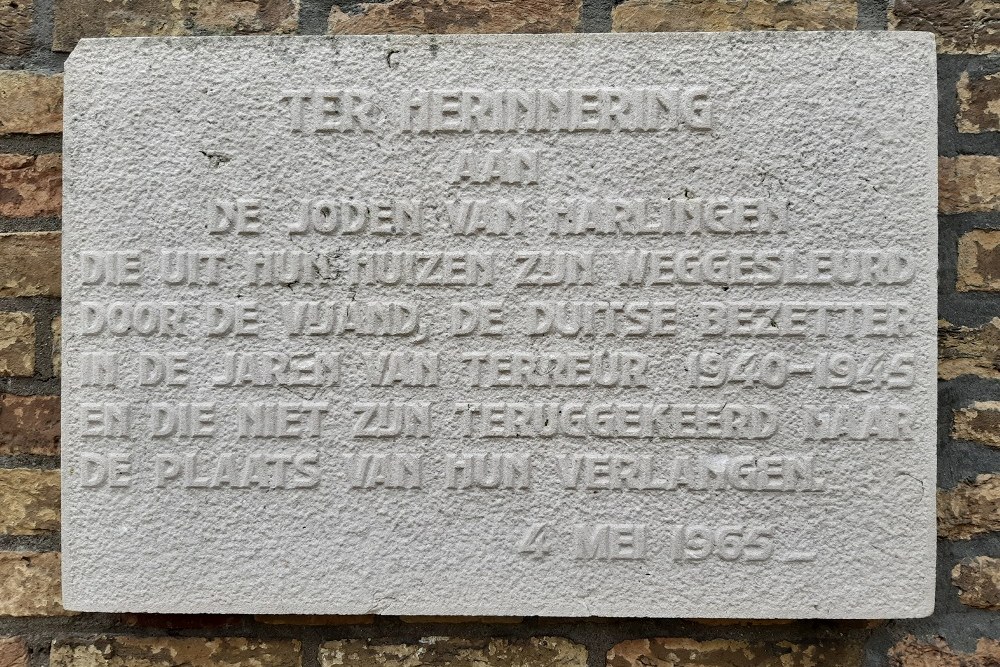 TER HERINNERING
AAN
DE JODEN VAN HARLINGEN
DIE UIT HUN HUIZEN ZIJN WEGGESLEURD
DOOR DE VIJAND, DE DUITSE BEZETTER
IN DE JAREN VAN TERREUR 1940-1945
EN DIE NIET ZIJN TERUGGEKEERD NAAR
DE PLAATS VAN HUN VERLANGEN.
4 MEI 1965